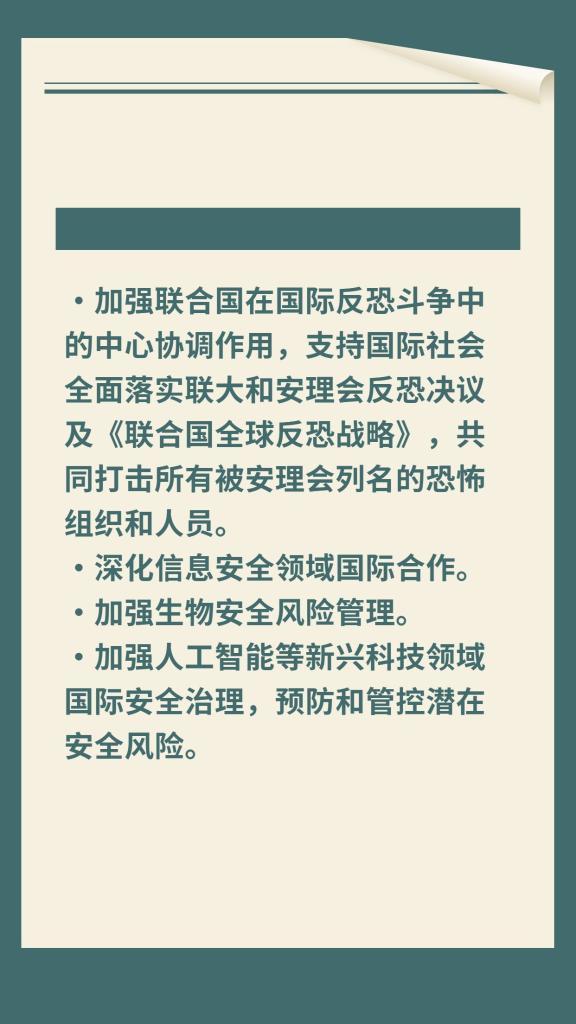 ·加强联合国在国际反恐斗争中
的中心协调作用，支持国际社会
全面落实联大和安理会反恐决议
及《联合国全球反恐战略》，共
同打击所有被安理会列名的恐怖
组织和人员。
·深化信息安全领域国际合作。
·加强生物安全风险管理。
·加强人工智能等新兴科技领域
国际安全治理，预防和管控潜在
安全风险。